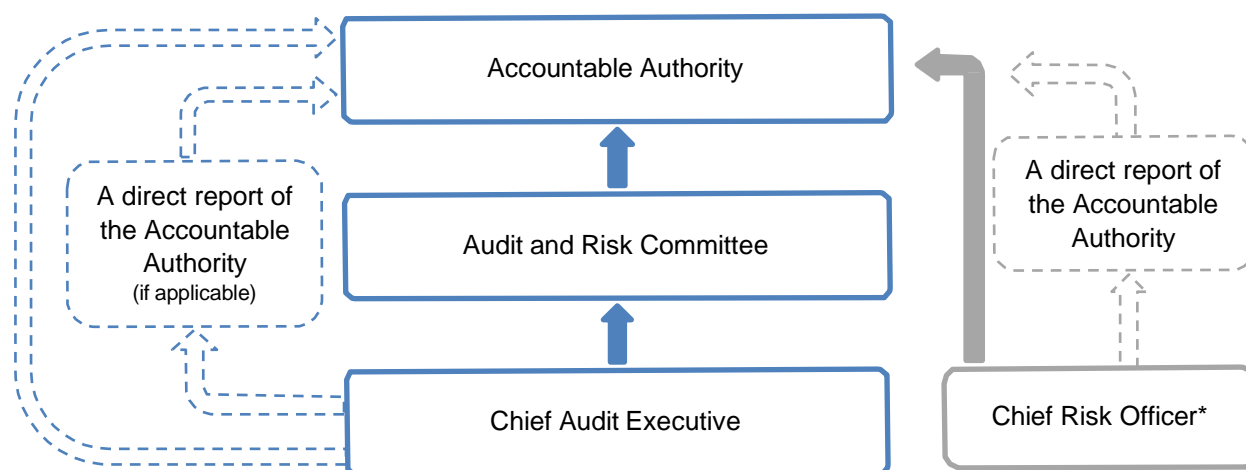 Accountable Authority
A direct report of
the Accountable
Authority
(if applicable)
A direct report of
the Accountable
Authority
Audit and Risk Committee
Chief Audit Executive
Chief Risk Officer*